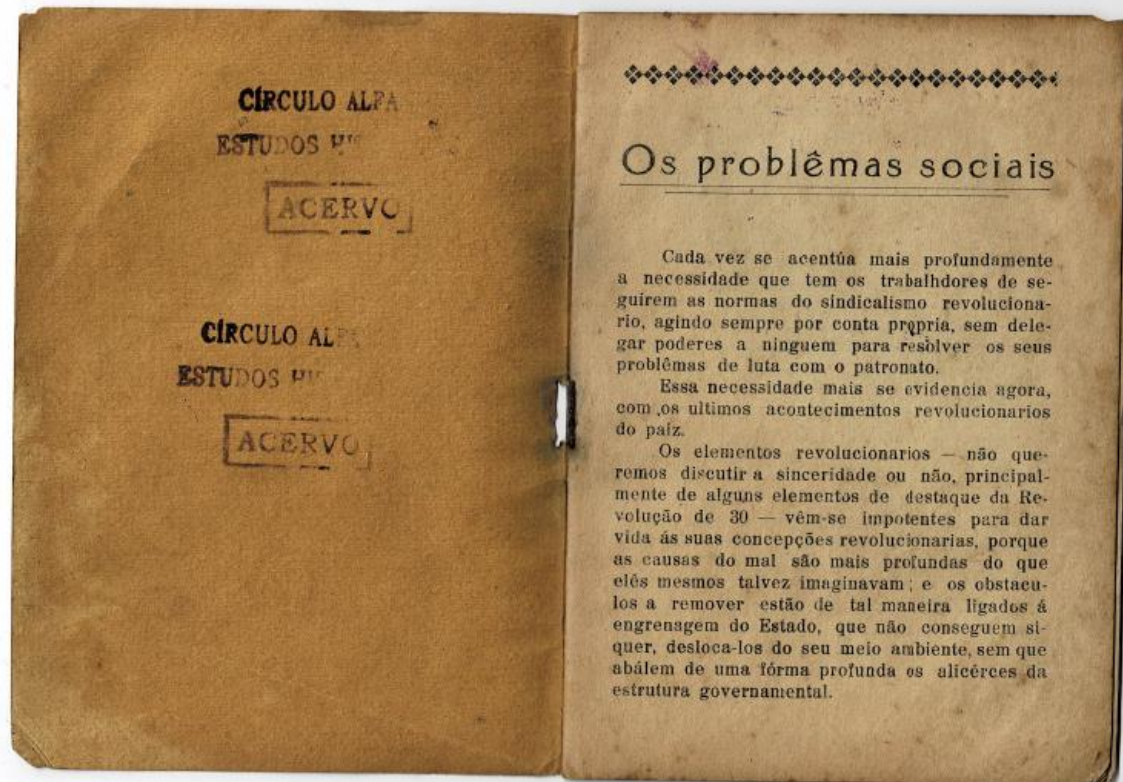 CÍRCULO ALFA
ESTUDOS
ACERVO
CÍRCULO AL
ESTUDOS
ACERVO
Os problêmas sociais
Cada vez se acentúa mais profundamente
a necessidade que tem os trabalhdores de se-
guirem as normas do sindicalismo revoluciona-
rio, agindo sempre por conta propria, sem dele-
gar poderes a ninguem para resolver os seus
problêmas de luta com o patronato.
Essa necessidade mais se evidencia agora,
com os ultimos acontecimentos revolucionarios
do paíz.
Os elementos revolucionarios — não que-
remos discutir a sinceridade ou não, principal-
mente de alguns elementos de destaque da Re-
volução de 30 — vêm-se impotentes para dar
vida ás suas concepções revolucionarias, porque
as causas do mal são mais profundas do que
elês mesmos talvez imaginavam; e os obstacu-
los a remover estão de tal maneira ligados á
engrenagem do Estado, que não conseguem si-
quer, desloca-los do seu meio ambiente, sem que
abálem de uma fórma profunda os alicérces da
estrutura governamental.